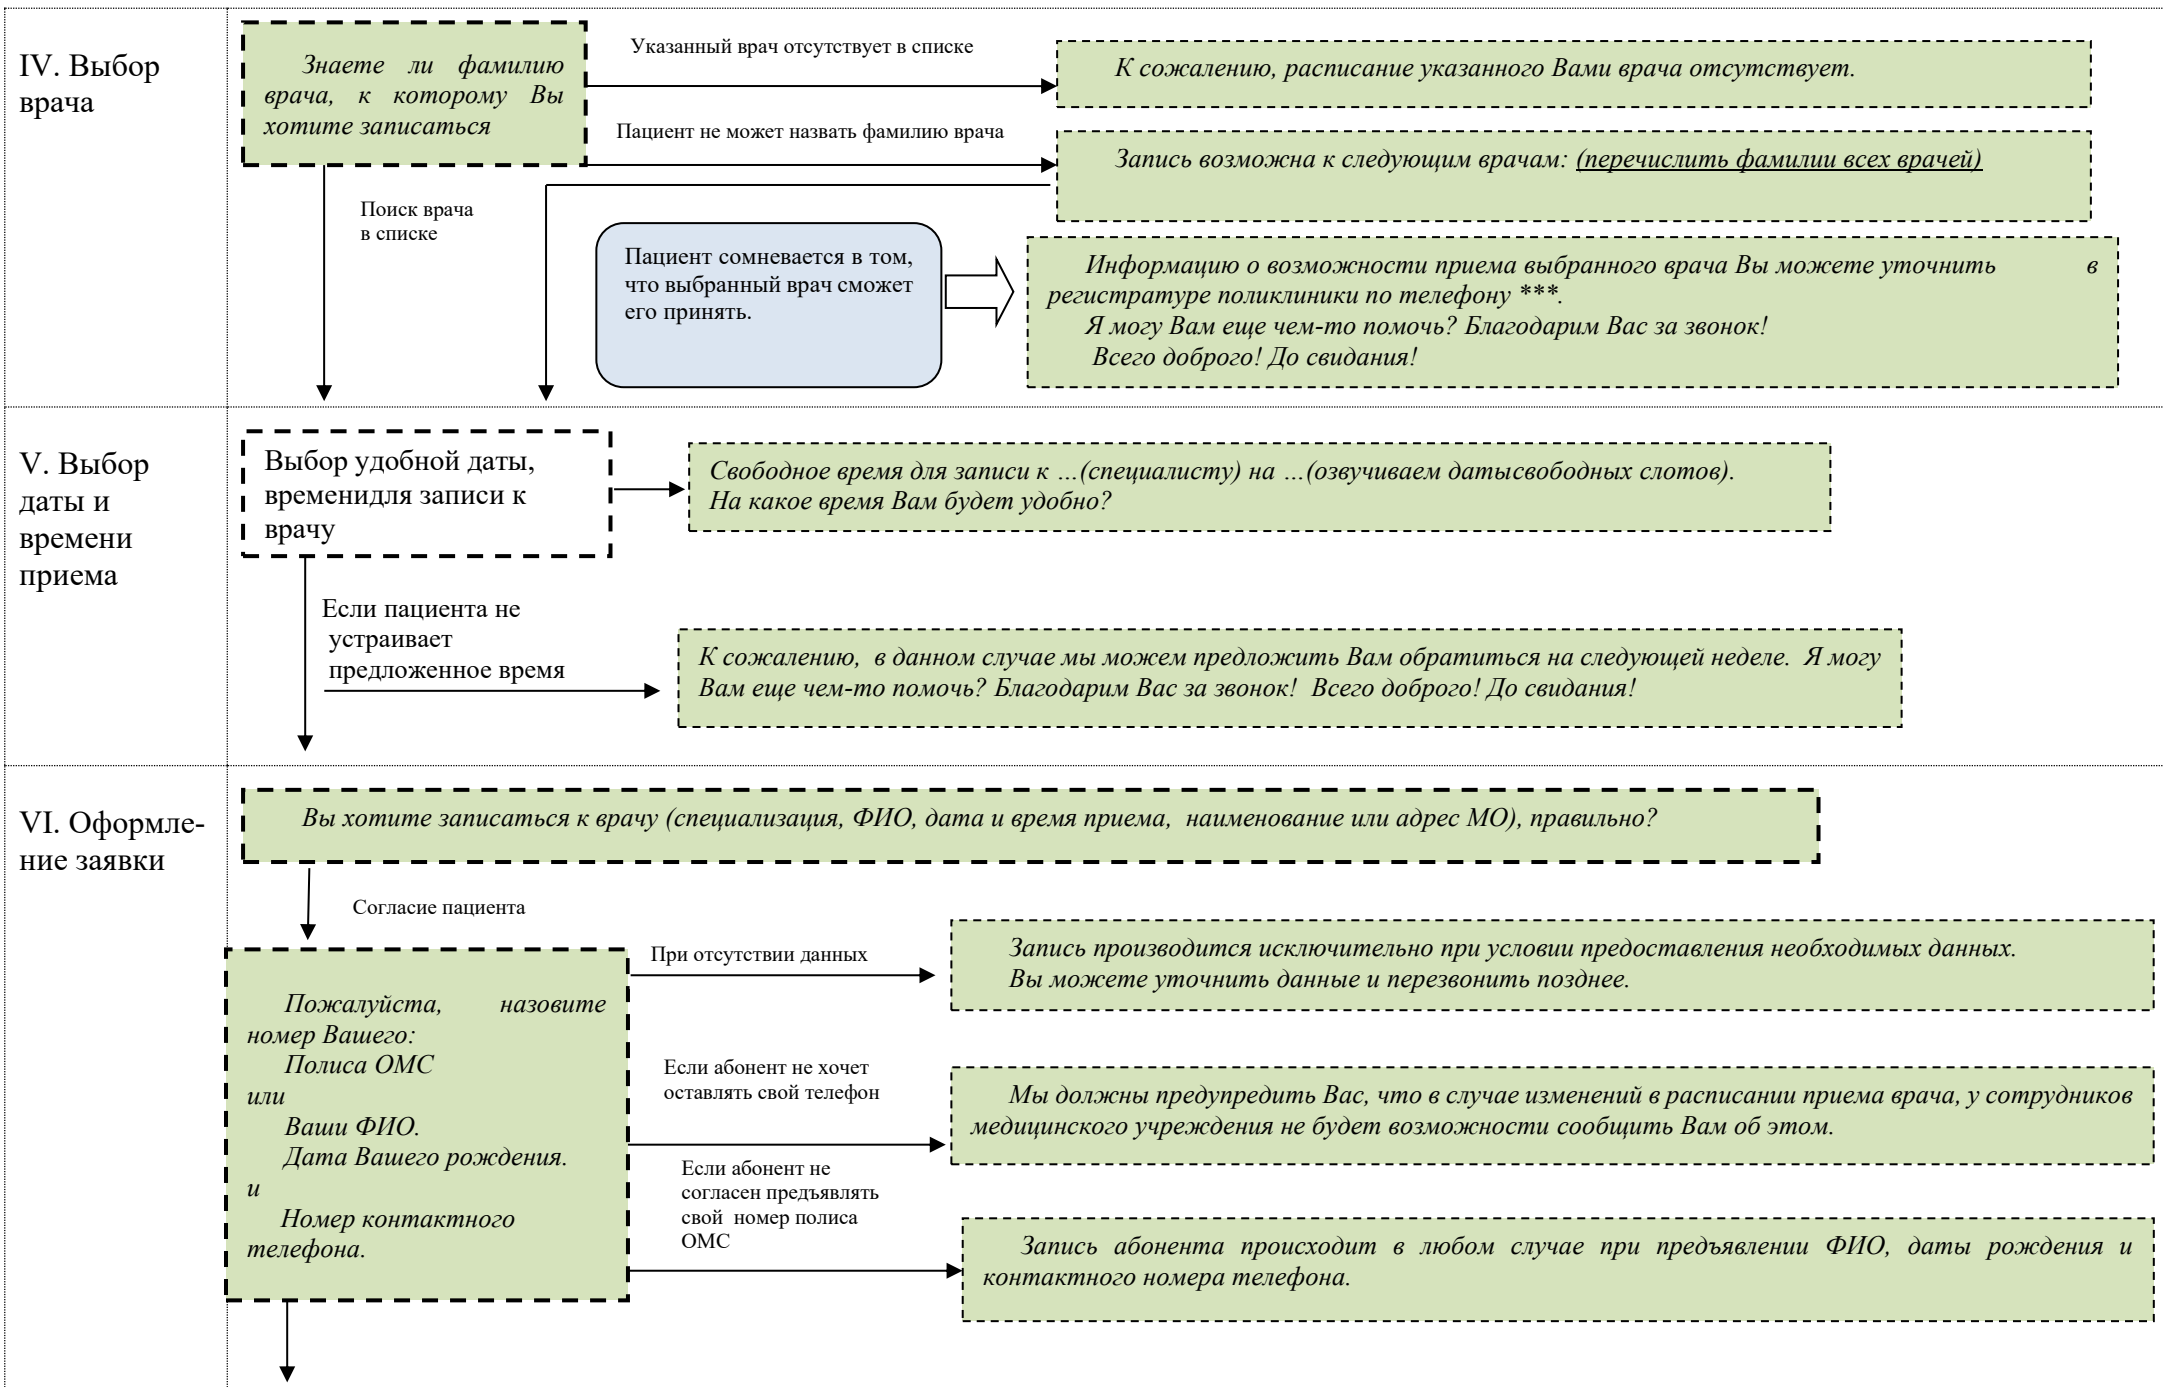 IV. Выбор
врача
Знаете ли фамилию
врача, к которому Вы
хотите записаться
Указанный врач отсутствует в списке
К сожалению, расписание указанного Вами врача отсутствует.
Пациент не может назвать фамилию врача
Запись возможна к следующим врачам: (перечислить фамилии всех врачей)
Поиск врача
в списке
Пациент сомневается в том,
что выбранный врач сможет
его принять.
Информацию о возможности приема выбранного врача Вы можете уточнить в
регистратуре поликлиники по телефону ***.
Я могу Вам еще чем-то помочь? Благодарим Вас за звонок!
Всего доброго! До свидания!
V. Выбор
даты и
времени
приема
Выбор удобной даты,
временидля записи к
врачу
Свободное время для записи к …(специалисту) на …(озвучиваем датысвободных слотов).
На какое время Вам будет удобно?
Если пациента не
устраивает
предложенное время
К сожалению, в данном случае мы можем предложить Вам обратиться на следующей неделе. Я могу
Вам еще чем-то помочь? Благодарим Вас за звонок! Всего доброго! До свидания!
VI. Оформле-
ние заявки
Вы хотите записаться к врачу (специализация, ФИО, дата и время приема, наименование или адрес МО), правильно?
Согласие пациента
Пожалуйста, назовите
номер Вашего:
Полиса ОМС
или
Ваши ФИО.
Дата Вашего рождения.
и
Номер контактного
телефона.
При отсутствии данных
Запись производится исключительно при условии предоставления необходимых данных.
Вы можете уточнить данные и перезвонить позднее.
Если абонент не хочет
оставлять свой телефон
Мы должны предупредить Вас, что в случае изменений в расписании приема врача, у сотрудников
медицинского учреждения не будет возможности сообщить Вам об этом.
Если абонент не
согласен предъявлять
свой номер полиса
ОМС
Запись абонента происходит в любом случае при предъявлении ФИО, даты рождения и
контактного номера телефона.